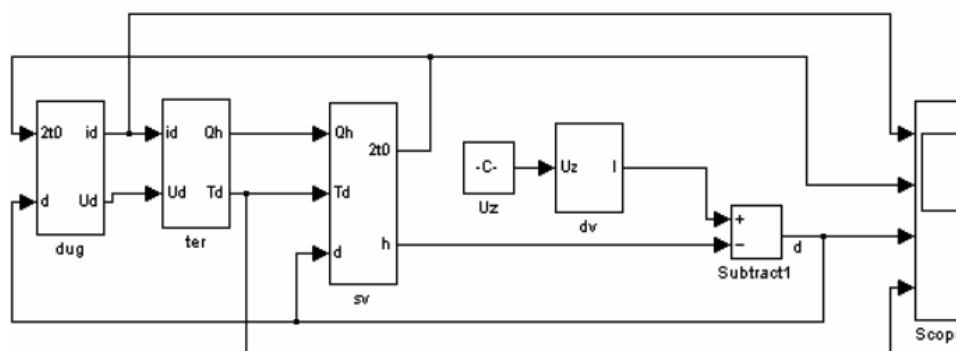 2t0
id
d
Ud
dug
id
Qh
Ud
Td
ter
Qh
2t0
Td
h
d
sv
-C-
Uz
Uz
l
dv
+
−
d
Subtract1
Scope